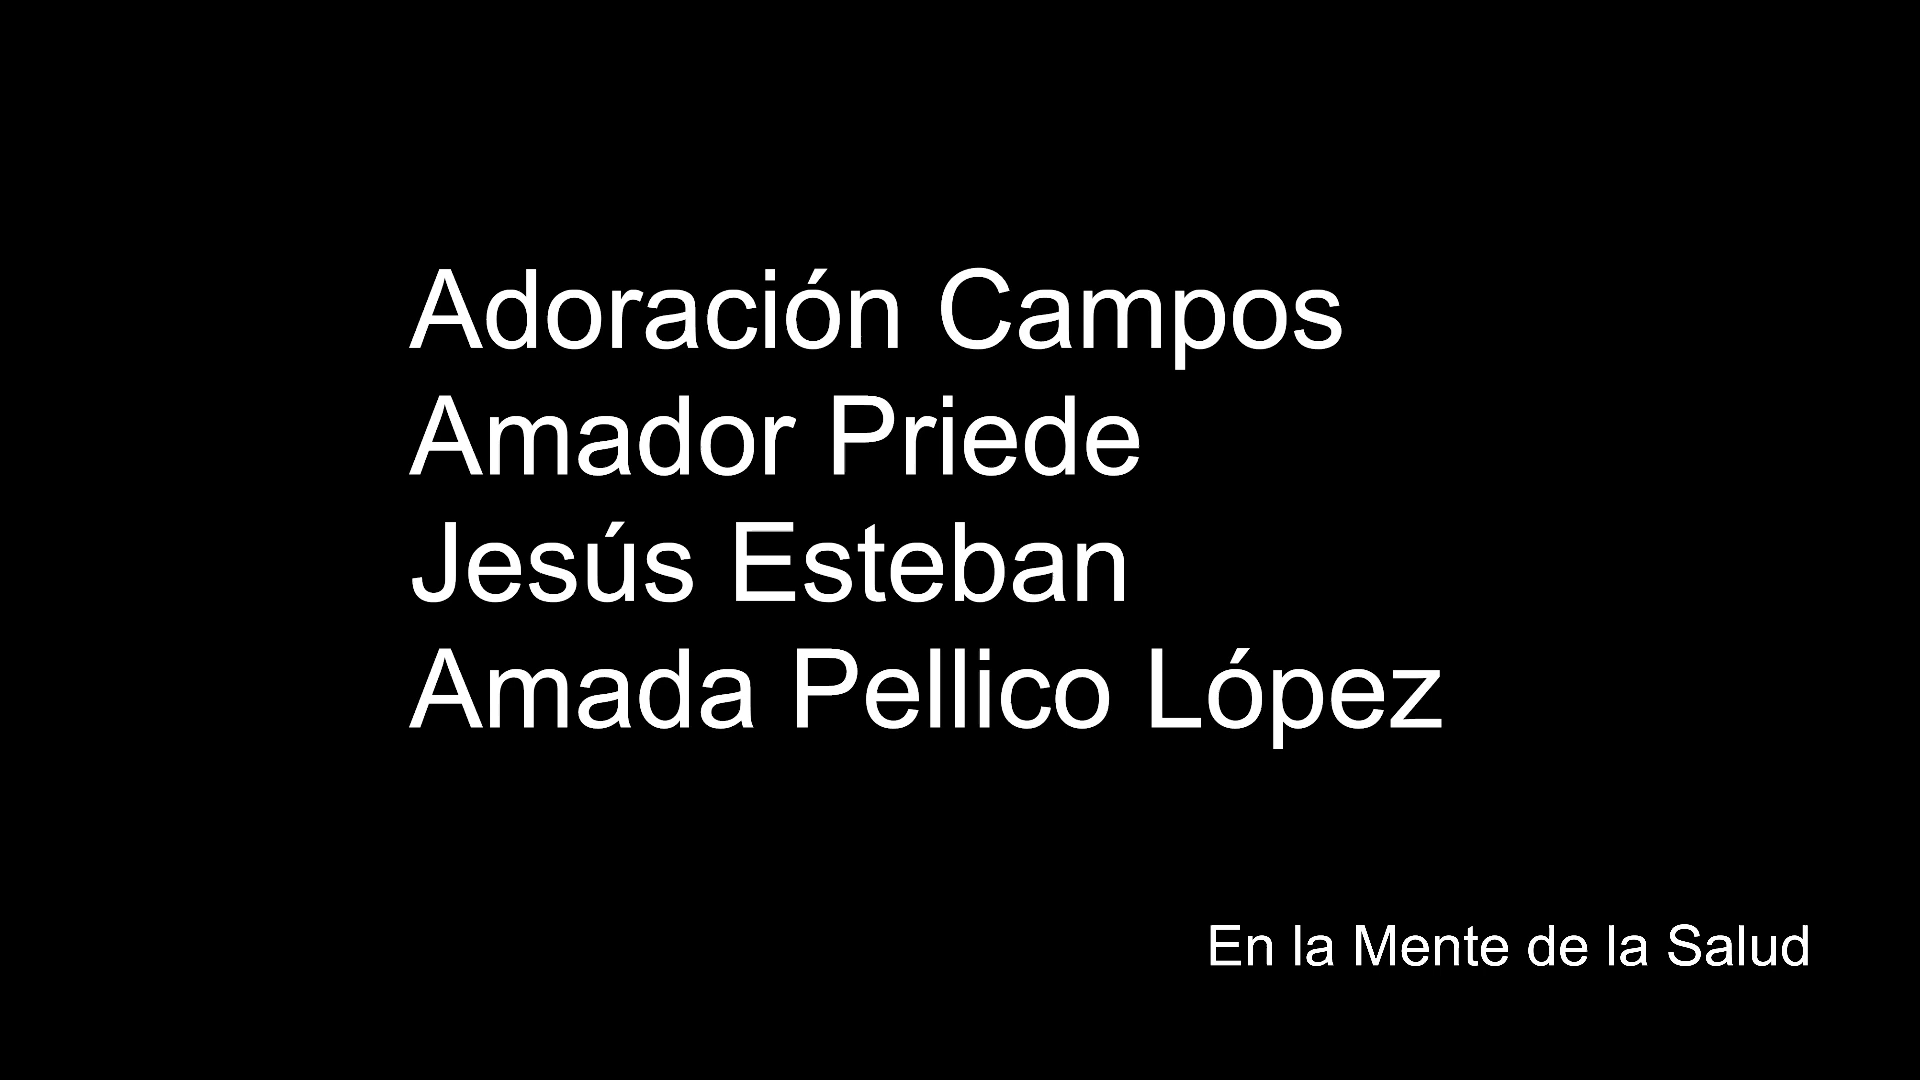 Adoración Campos
Amador Priede
Jesús Esteban
Amada Pellico López
En la Mente de la Salud